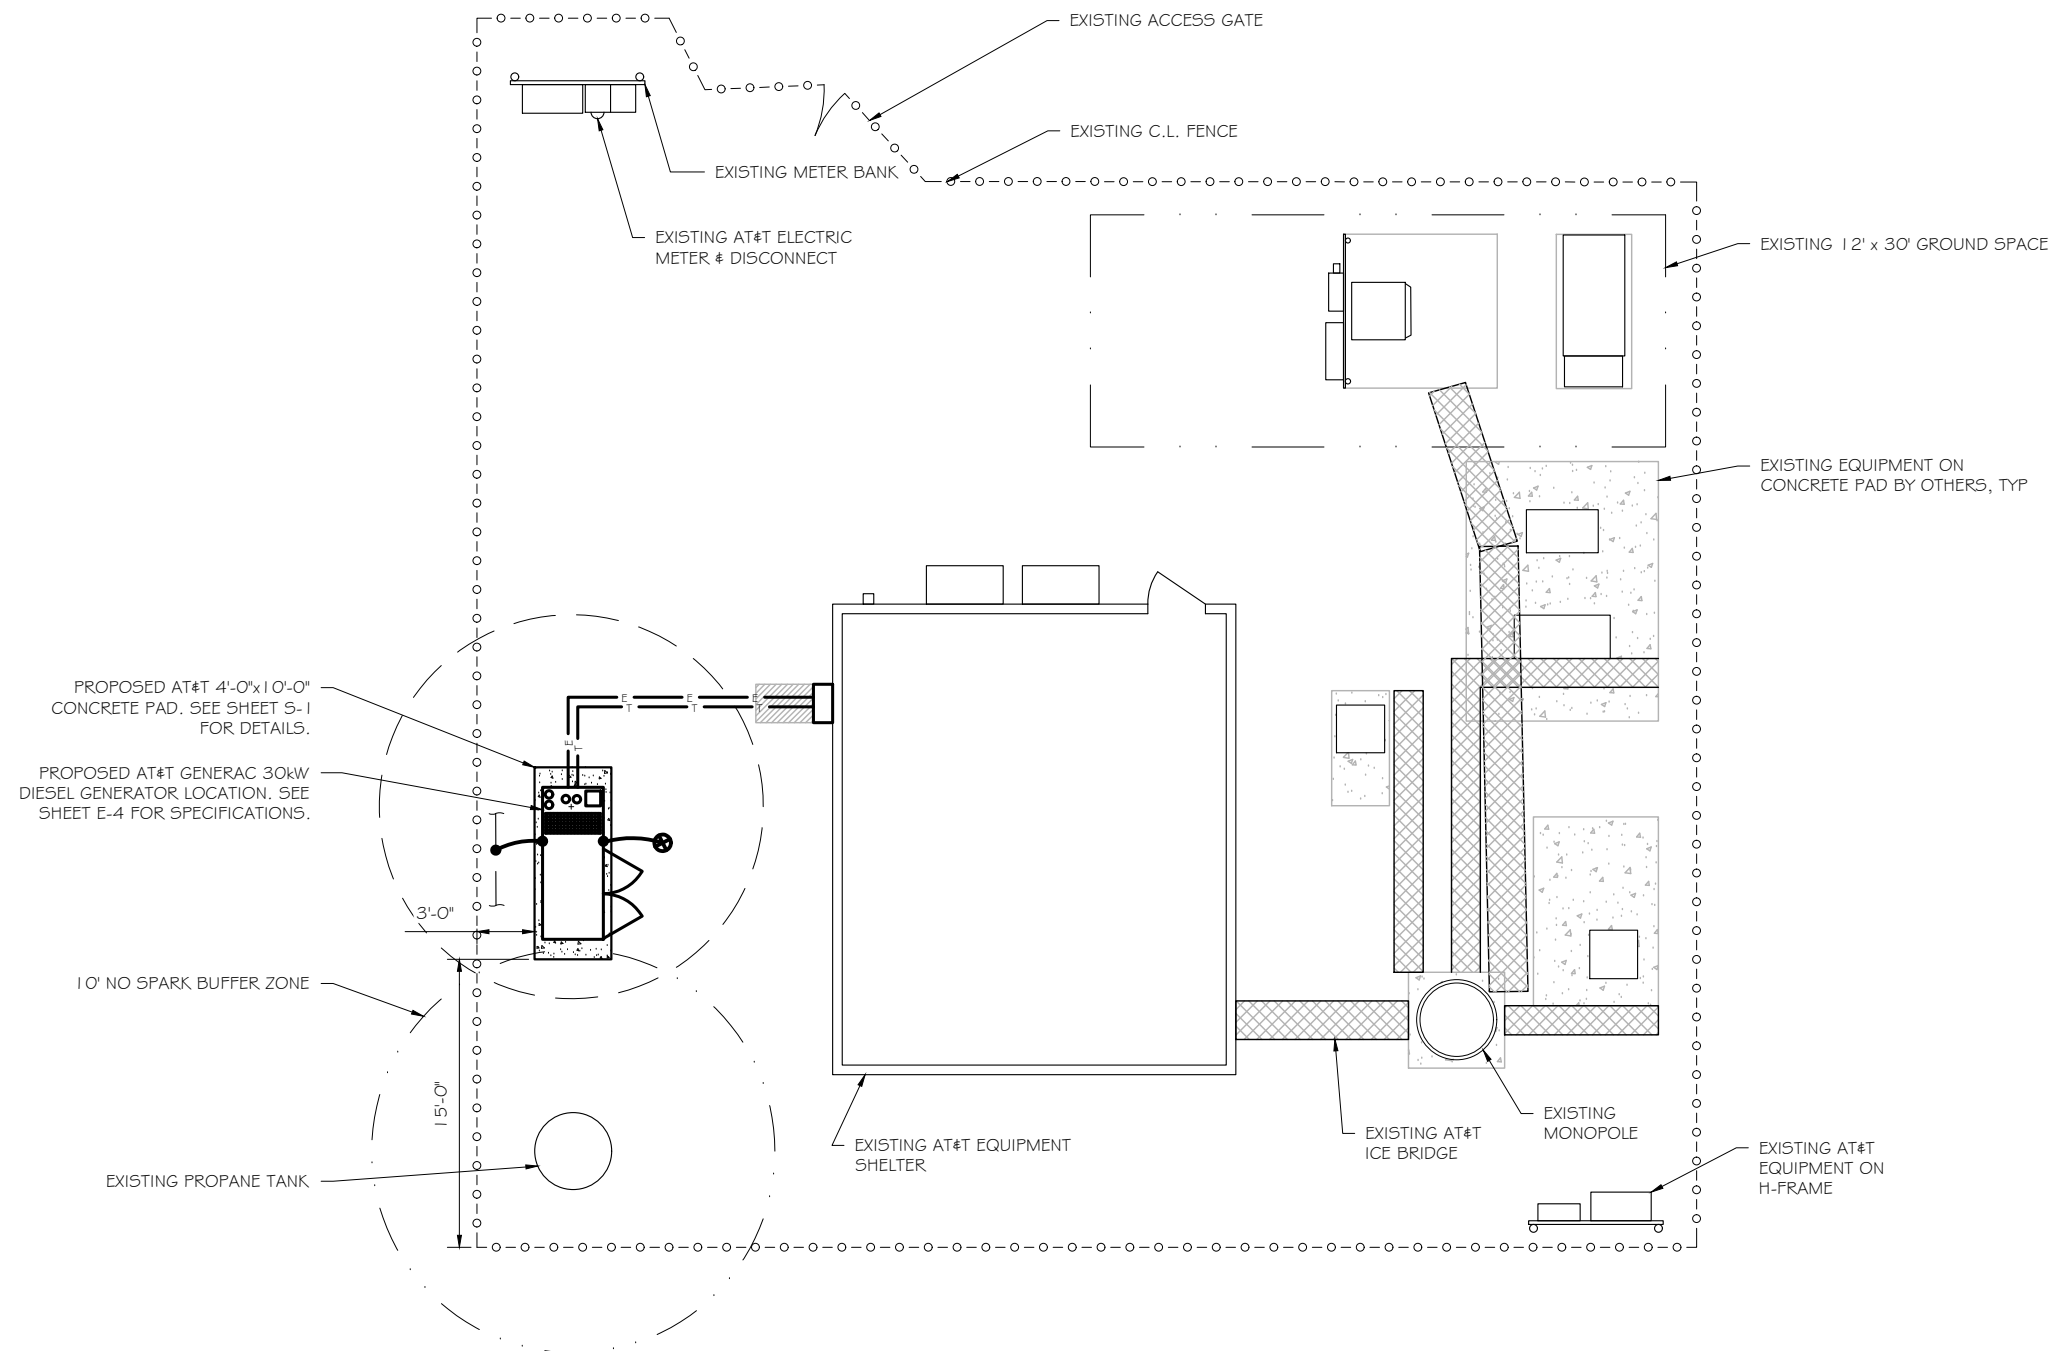 EXISTING ACCESS GATE
EXISTING C.L. FENCE
EXISTING METER BANK
EXISTING AT&T ELECTRIC
METER & DISCONNECT
EXISTING 12' x 30' GROUND SPACE
EXISTING EQUIPMENT ON
CONCRETE PAD BY OTHERS, TYP
PROPOSED AT&T 4'-0"x10'-0"
CONCRETE PAD. SEE SHEET S-1
FOR DETAILS.
E
T
E
T
E
T
E
T
PROPOSED AT&T GENERAC 30kW
DIESEL GENERATOR LOCATION. SEE
SHEET E-4 FOR SPECIFICATIONS.
3'-0"
10' NO SPARK BUFFER ZONE
15'-0"
EXISTING PROPANE TANK
EXISTING AT&T EQUIPMENT
SHELTER
EXISTING AT&T
ICE BRIDGE
EXISTING
MONOPOLE
EXISTING AT&T
EQUIPMENT ON
H-FRAME